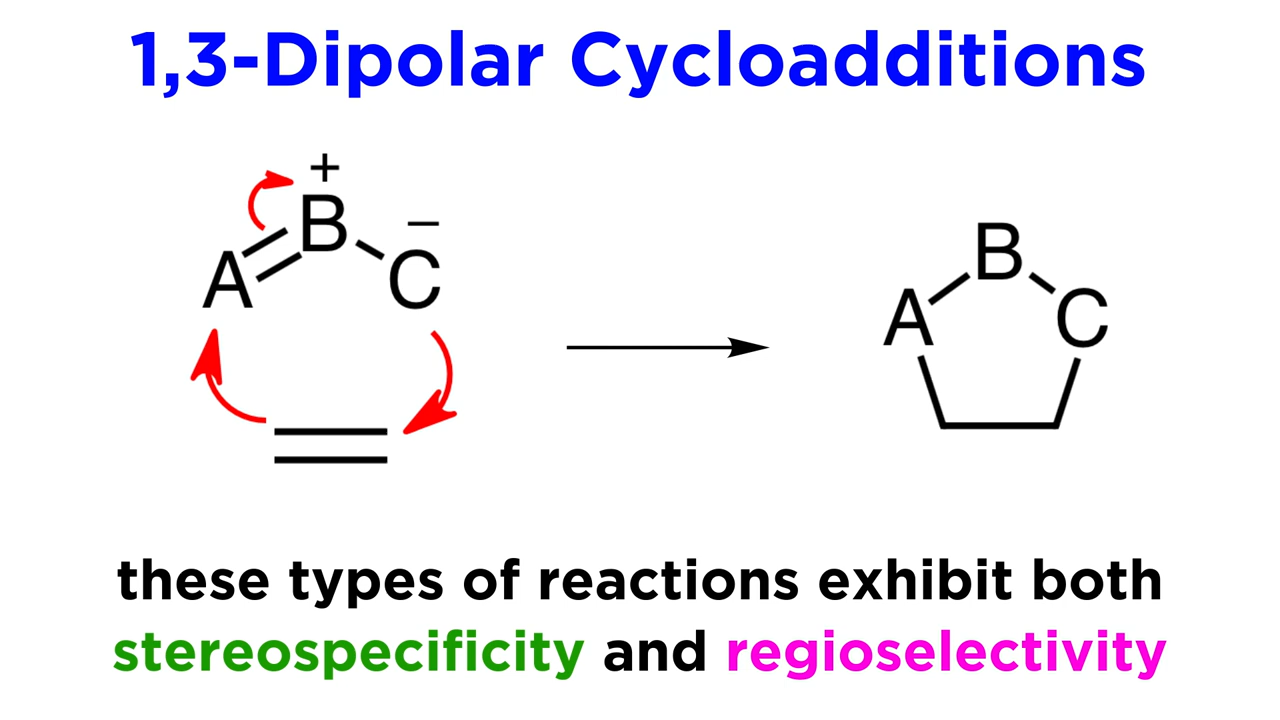 1,3-Dipolar Cycloadditions
+
B
−
A
C
B
A
C
these types of reactions exhibit both
stereospecificity and regioselectivity